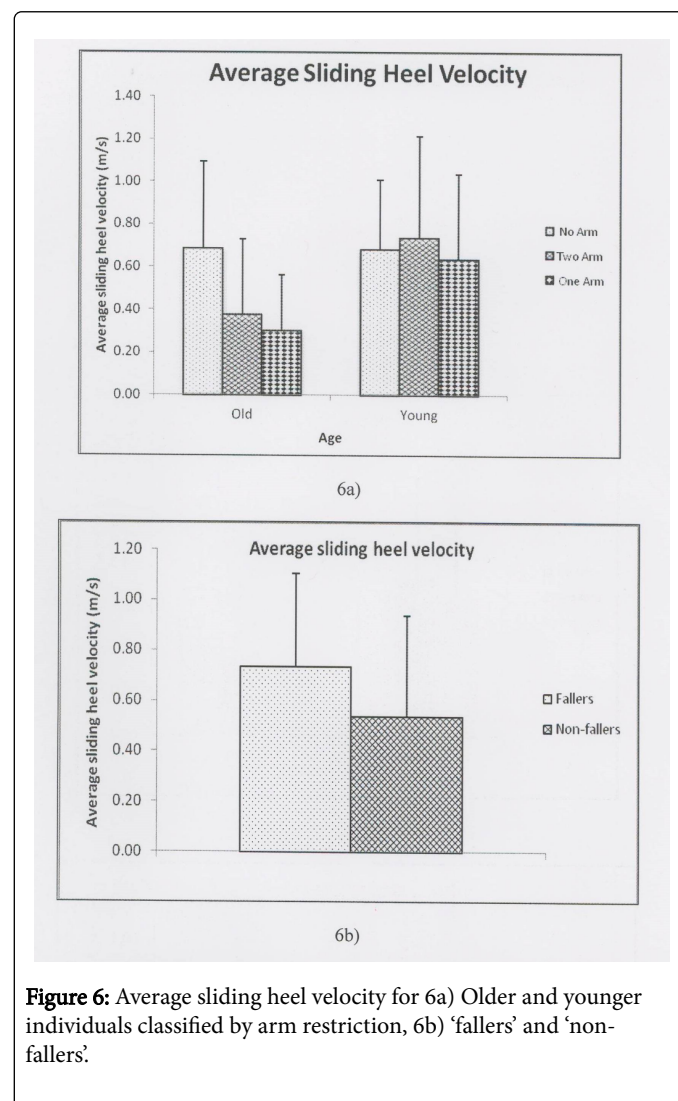 Average Sliding Heel Velocity
1.40
1.20
1.00
0.80
0.60
0.40
0.20
0.00
Average sliding heel velocity (m/s)
Old
Young
Age
No Arm
Two Arm
One Arm
6a)
Average sliding heel velocity
1.20
1.00
0.80
0.60
0.40
0.20
0.00
Average sliding heel velocity (m/s)
Fallers
Non-fallers
6b)
Figure 6: Average sliding heel velocity for 6a) Older and younger
individuals classified by arm restriction, 6b) ‘fallers’ and ‘non-
fallers’.